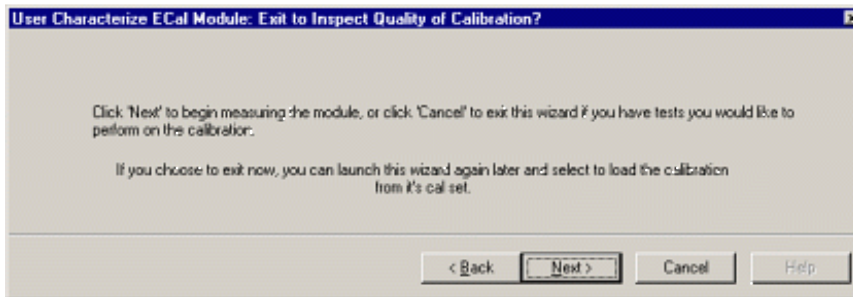 User Characterize ECal Module: Exit to Inspect Quality of Calibration?
Click 'Next' to begin measuring the module, or click 'Cancel' to exit this wizard if you have tests you would like to
perform on the calibration.
If you choose to exit now, you can launch this wizard again later and select to load the calibration
from it's cal set.
< Back
Next >
Cancel
Help